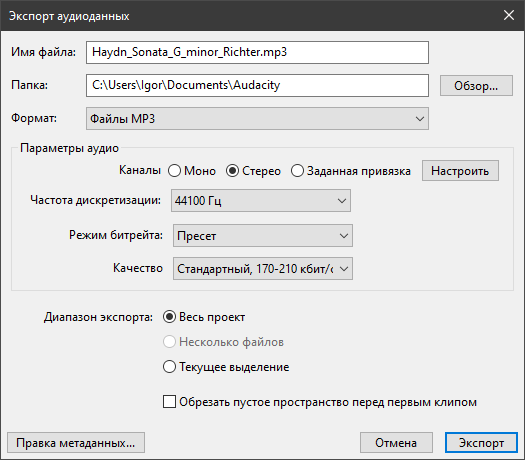 Экспорт аудиоданных
Имя файла: Haydn_Sonata_G_minor_Richter.mp3
Папка: C:\Users\Igor\Documents\Audacity Обзор...
Формат: Файлы MP3
Параметры аудио
Каналы Моно Стерео Заданная привязка Настроить
Частота дискретизации: 44100 Гц
Режим битрейта: Пресет
Качество Стандартный, 170-210 кбит/с
Диапазон экспорта: Весь проект
Несколько файлов
Текущее выделение
Обрезать пустое пространство перед первым клипом
Правка метаданных... Отмена Экспорт